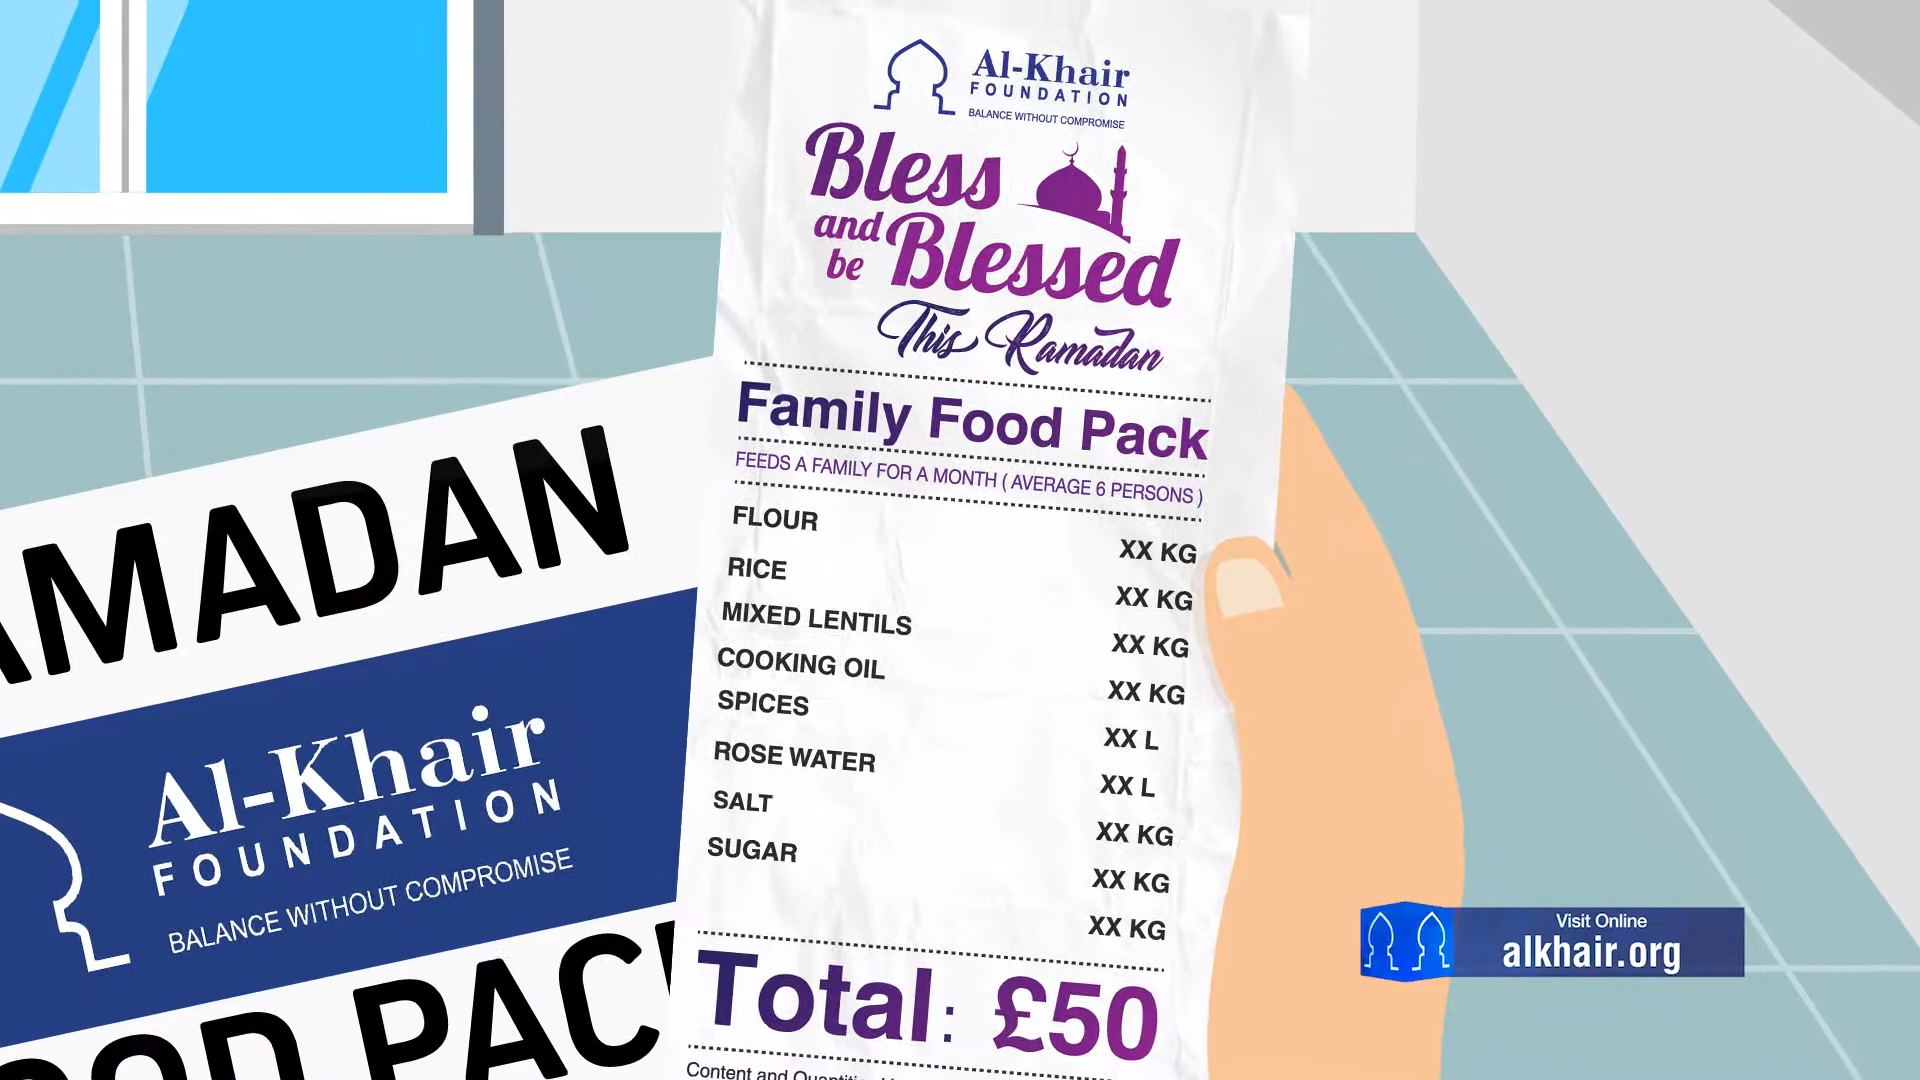 Al-Khair
FOUNDATION
BALANCE WITHOUT COMPROMISE
Bless
and be Blessed
This Ramadan
Family Food Pack
FEEDS A FAMILY FOR A MONTH ( AVERAGE 6 PERSONS )
FLOUR
RICE
MIXED LENTILS
COOKING OIL
SPICES
ROSE WATER
SALT
SUGAR
XX KG
XX KG
XX KG
XX KG
XX L
XX L
XX KG
XX KG
XX KG
Total: £50
Content and
AMADAN
Al-Khair
FOUNDATION
BALANCE WITHOUT COMPROMISE
OOD PAC
Visit Online
alkhair.org